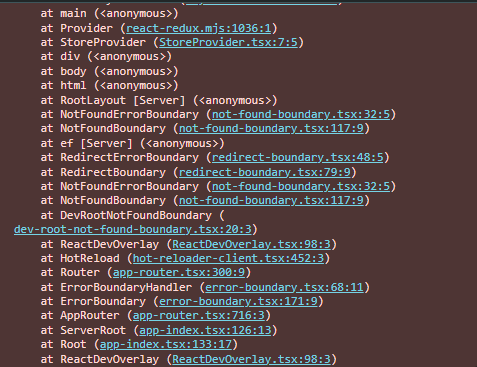 at main (<anonymous>)
at Provider (react-redux.mjs:1036:1)
at StoreProvider (StoreProvider.tsx:7:5)
at div (<anonymous>)
at body (<anonymous>)
at html (<anonymous>)
at RootLayout [Server] (<anonymous>)
at NotFoundErrorBoundary (not-found-boundary.tsx:32:5)
at NotFoundBoundary (not-found-boundary.tsx:117:9)
at ef [Server] (<anonymous>)
at RedirectErrorBoundary (redirect-boundary.tsx:48:5)
at RedirectBoundary (redirect-boundary.tsx:79:9)
at NotFoundErrorBoundary (not-found-boundary.tsx:32:5)
at NotFoundBoundary (not-found-boundary.tsx:117:9)
at DevRootNotFoundBoundary (
dev-root-not-found-boundary.tsx:20:3)
at ReactDevOverlay (ReactDevOverlay.tsx:98:3)
at HotReload (hot-reloader-client.tsx:452:3)
at Router (app-router.tsx:300:9)
at ErrorBoundaryHandler (error-boundary.tsx:68:11)
at ErrorBoundary (error-boundary.tsx:171:9)
at AppRouter (app-router.tsx:716:3)
at ServerRoot (app-index.tsx:126:13)
at Root (app-index.tsx:133:17)
at ReactDevOverlay (ReactDevOverlay.tsx:98:3)